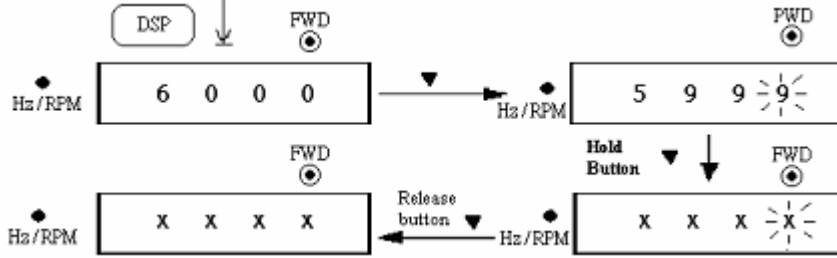 DSP
FWD
PWD
Hz/RPM
6 0 0 0
Hz/RPM
5 9 9 9
FWD
Hold
Button
FWD
Hz/RPM
X X X X
Release
button
Hz/RPM
X X X X